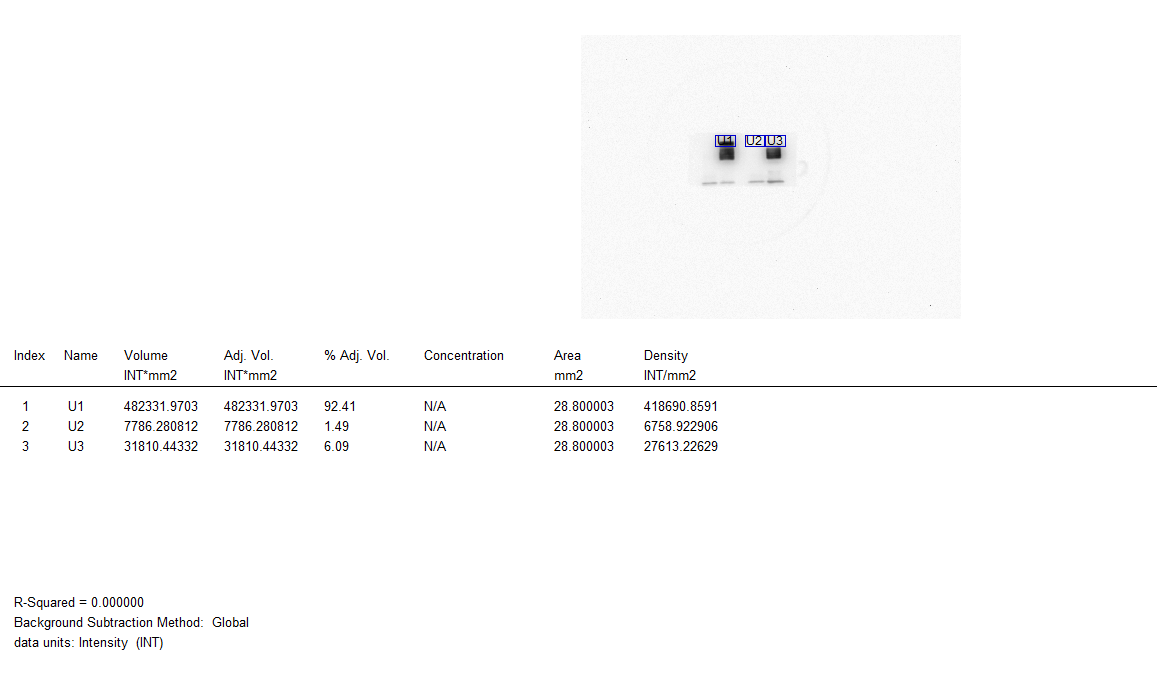 U1 U2 U3
Index Name Volume Adj. Vol. % Adj. Vol. Concentration Area Density
INT*mm2 INT*mm2 mm2 INT/mm2
1 U1 482331.9703 482331.9703 92.41 N/A 28.800003 418690.8591
2 U2 7786.280812 7786.280812 1.49 N/A 28.800003 6758.922906
3 U3 31810.44332 31810.44332 6.09 N/A 28.800003 27613.22629
R-Squared = 0.000000
Background Subtraction Method: Global
data units: Intensity (INT)